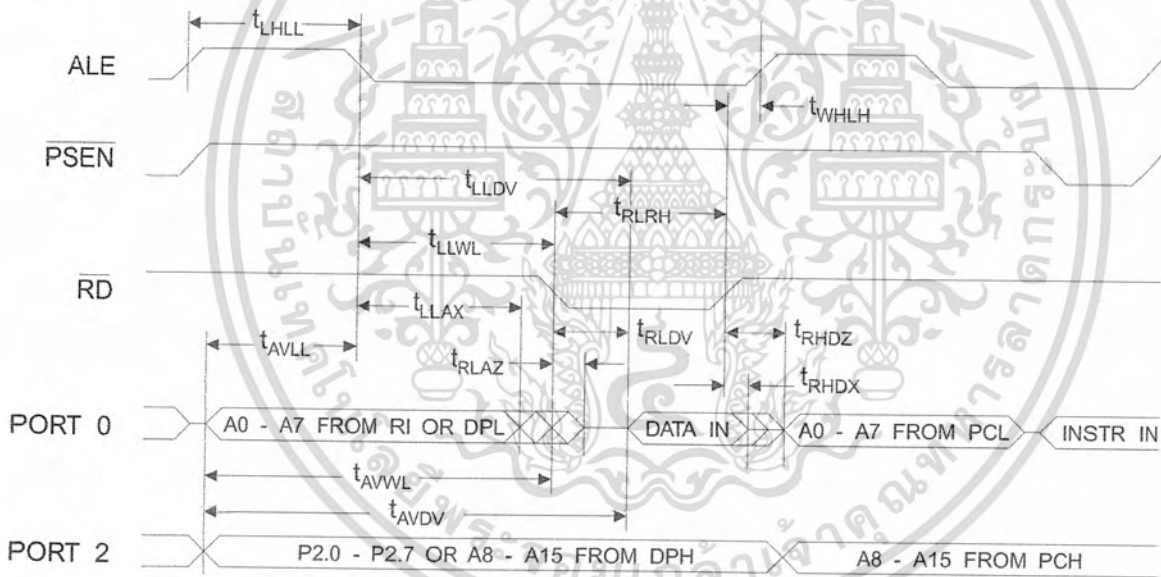 tLHLL
ALE
tWHLH
PSEN
tLLDV
tRLRH
tLLWL
RD
tLLAX
tRLDV
tRHDZ
tAVLL
tRLAZ
tRHDX
PORT 0
A0 - A7 FROM RI OR DPL
DATA IN
A0 - A7 FROM PCL
INSTR IN
tAVWL
tAVDV
PORT 2
P2.0 - P2.7 OR A8 - A15 FROM DPH
A8 - A15 FROM PCH